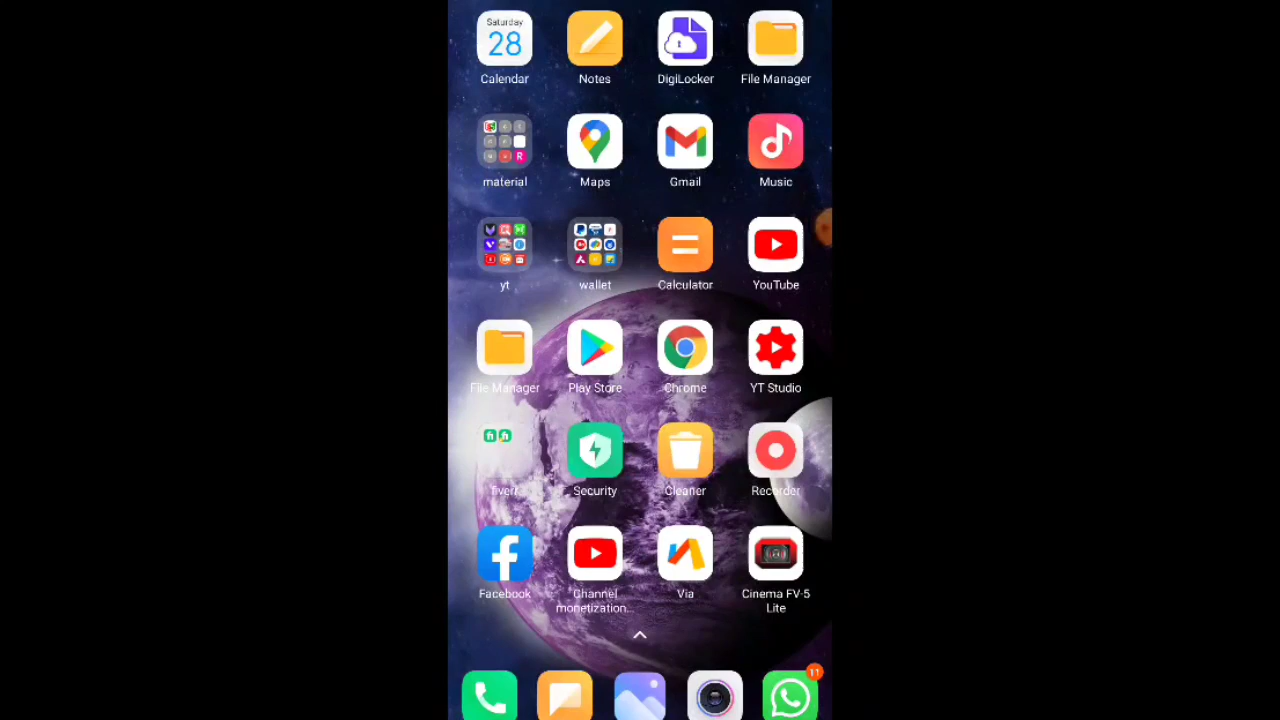 Saturday
28
Calendar
Notes
DigiLocker
File Manager
material
Maps
Gmail
Music
yt
wallet
Calculator
YouTube
File Manager
Play Store
Chrome
YT Studio
fiverr
Security
Cleaner
Recorder
Facebook
Channel
monetization...
Via
Cinema FV-5
Lite
11